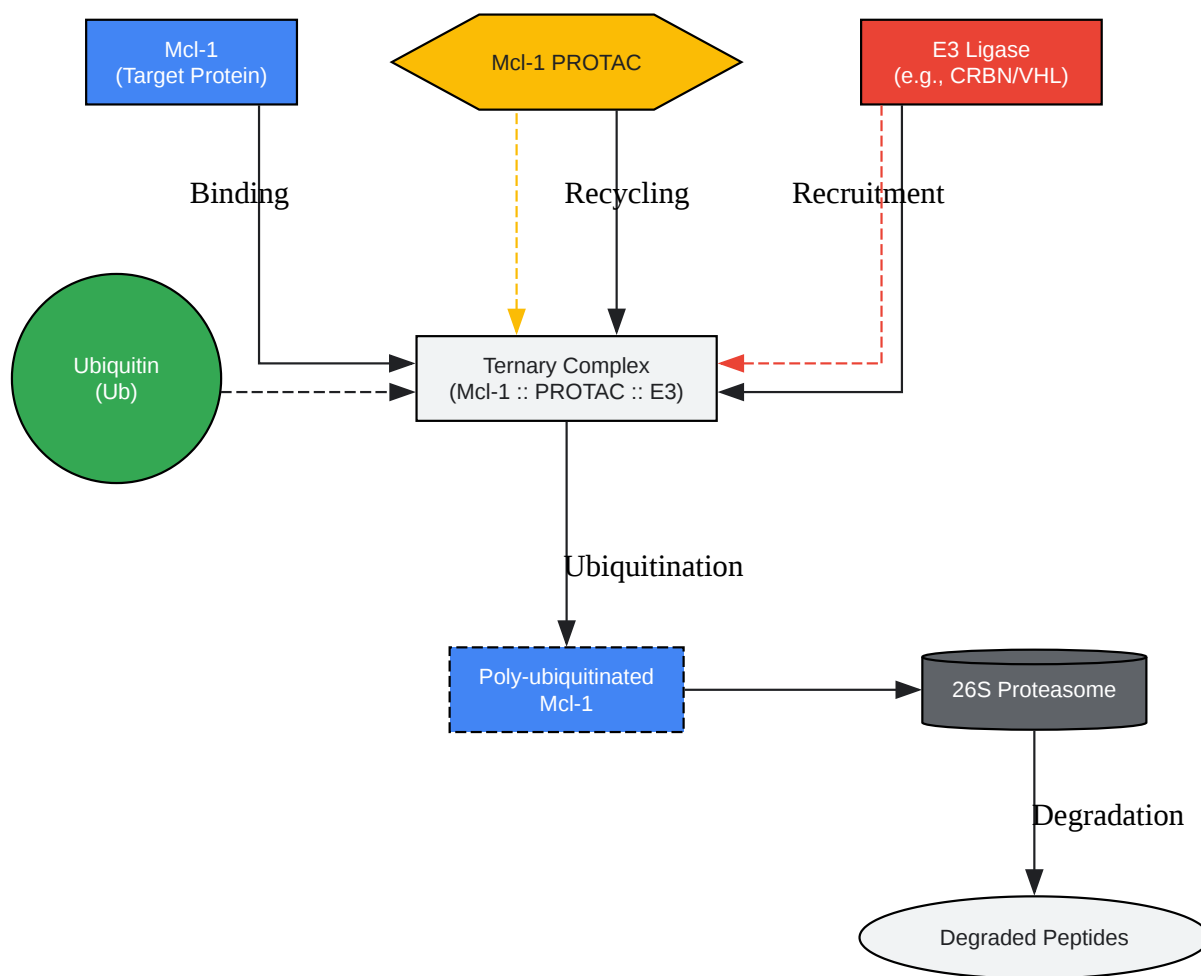 Mcl-1
(Target Protein)
Mcl-1 PROTAC
E3 Ligase
(e.g., CRBN/VHL)
Binding
Recycling
Recruitment
Ubiquitin
(Ub)
Ternary Complex
(Mcl-1 :: PROTAC :: E3)
Ubiquitination
Poly-ubiquitinated
Mcl-1
26S Proteasome
Degradation
Degraded Peptides